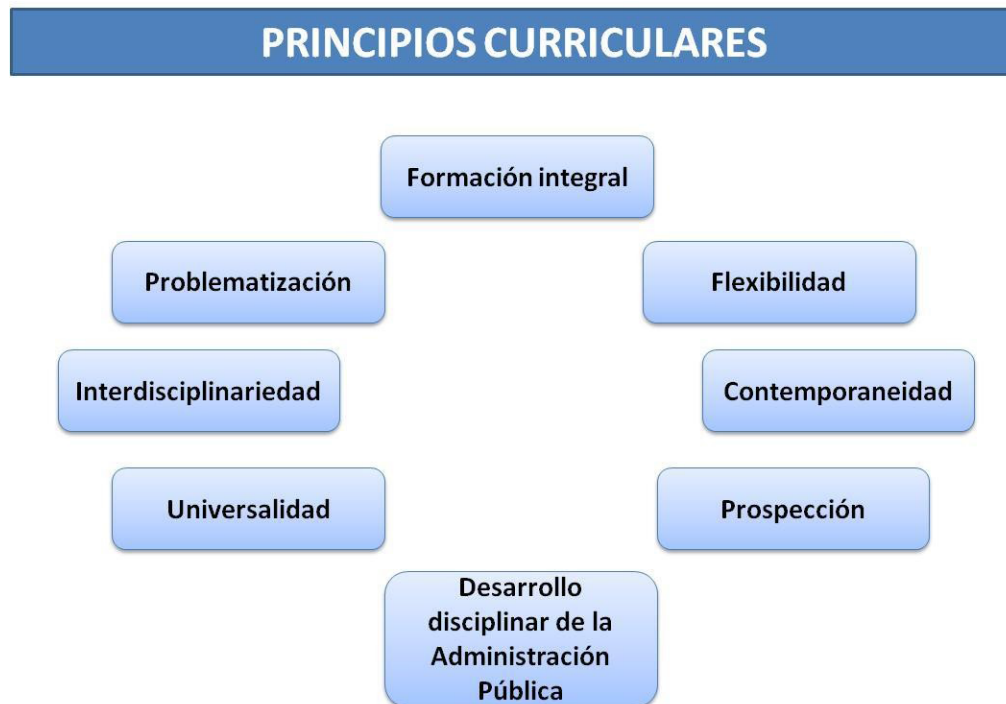 PRINCIPIOS CURRICULARES
Formación integral
Problematización
Flexibilidad
Interdisciplinariedad
Contemporaneidad
Universalidad
Prospección
Desarrollo
disciplinar de la
Administración
Pública